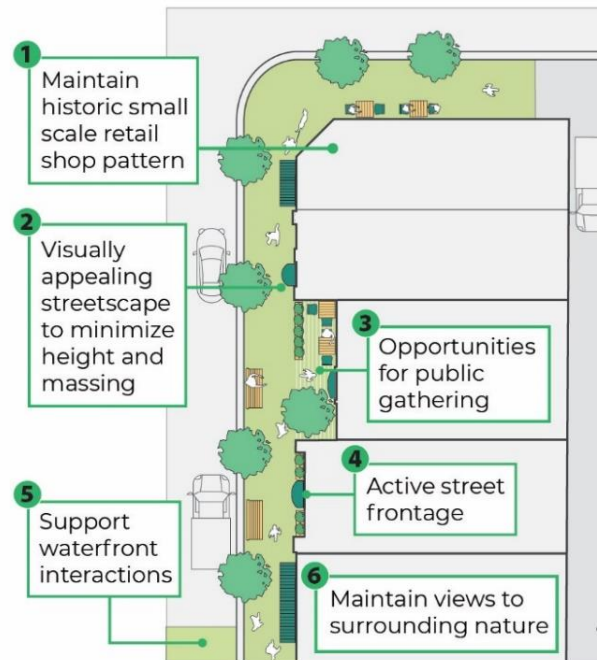 1
Maintain
historic small
scale retail
shop pattern
2
Visually
appealing
streetscape
to minimize
height and
massing
3
Opportunities
for public
gathering
4
Active street
frontage
5
Support
waterfront
interactions
6
Maintain views to
surrounding nature